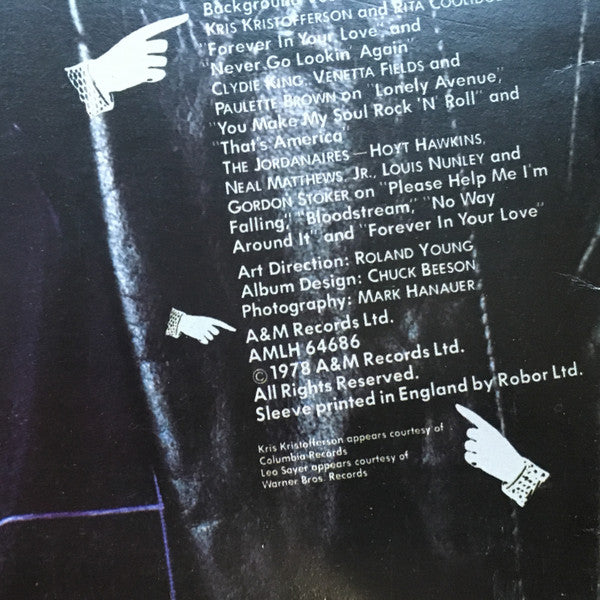 Background
KRIS KRISTOFFERSON and RITA COOLIDGE
"Forever In Your Love" and
"Never Go Lookin' Again"
CLYDIE KING, VENETTA FIELDS and
PAULETTE BROWN on "Lonely Avenue,"
"You Make My Soul Rock 'N' Roll" and
"That's America"
THE JORDANAIRES—HOYT HAWKINS,
NEAL MATTHEWS, JR., LOUIS NUNLEY and
GORDON STOKER on "Please Help Me I'm
Falling," "Bloodstream," "No Way
Around It" and "Forever In Your Love"
Art Direction: ROLAND YOUNG
Album Design: CHUCK BEESON
Photography: MARK HANAUER
A&M Records Ltd.
AMLH 64686
©1978 A&M Records Ltd.
All Rights Reserved.
Sleeve printed in England by Robor Ltd.
Kris Kristofferson appears courtesy of
Columbia Records
Leo Sayer appears courtesy of
Warner Bros. Records